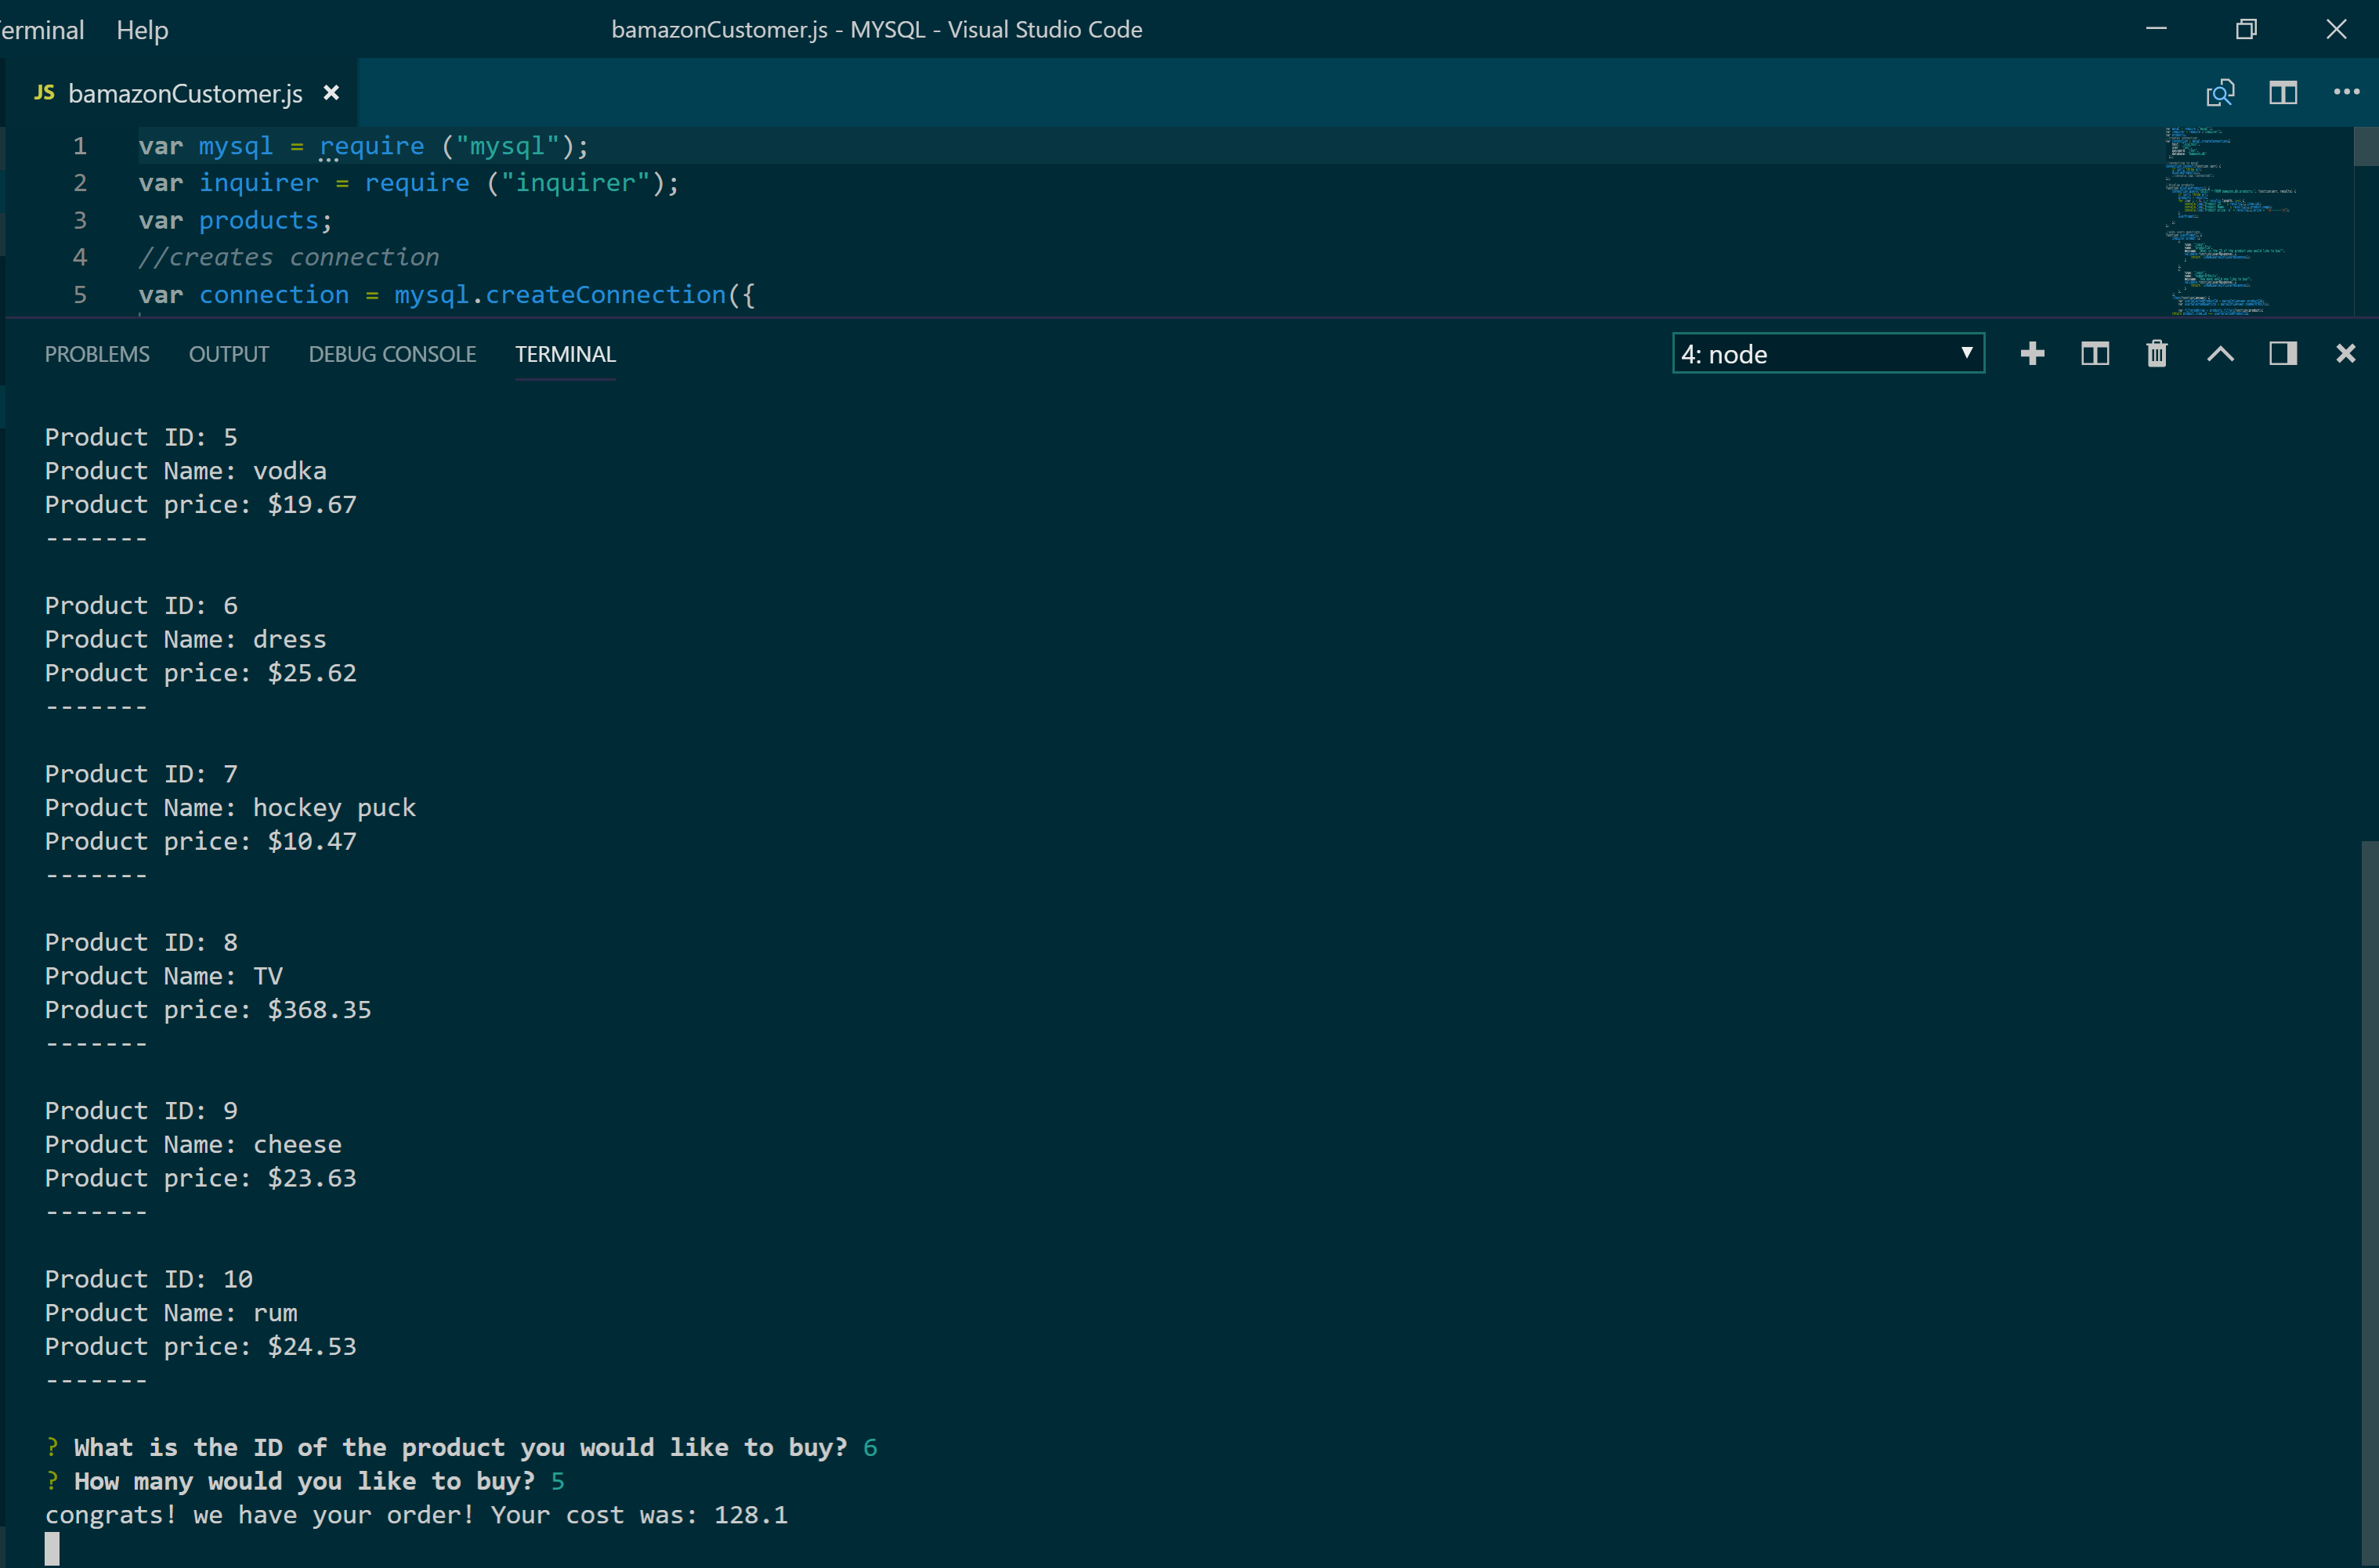 erminal Help bamazonCustomer.js - MYSQL - Visual Studio Code
JS bamazonCustomer.js
1 var mysql = require ("mysql");
2 var inquirer = require ("inquirer");
3 var products;
4 //creates connection
5 var connection = mysql.createConnection({
PROBLEMS OUTPUT DEBUG CONSOLE TERMINAL 4: node
Product ID: 5
Product Name: vodka
Product price: $19.67
-------
Product ID: 6
Product Name: dress
Product price: $25.62
-------
Product ID: 7
Product Name: hockey puck
Product price: $10.47
-------
Product ID: 8
Product Name: TV
Product price: $368.35
-------
Product ID: 9
Product Name: cheese
Product price: $23.63
-------
Product ID: 10
Product Name: rum
Product price: $24.53
-------
? What is the ID of the product you would like to buy? 6
? How many would you like to buy? 5
congrats! we have your order! Your cost was: 128.1